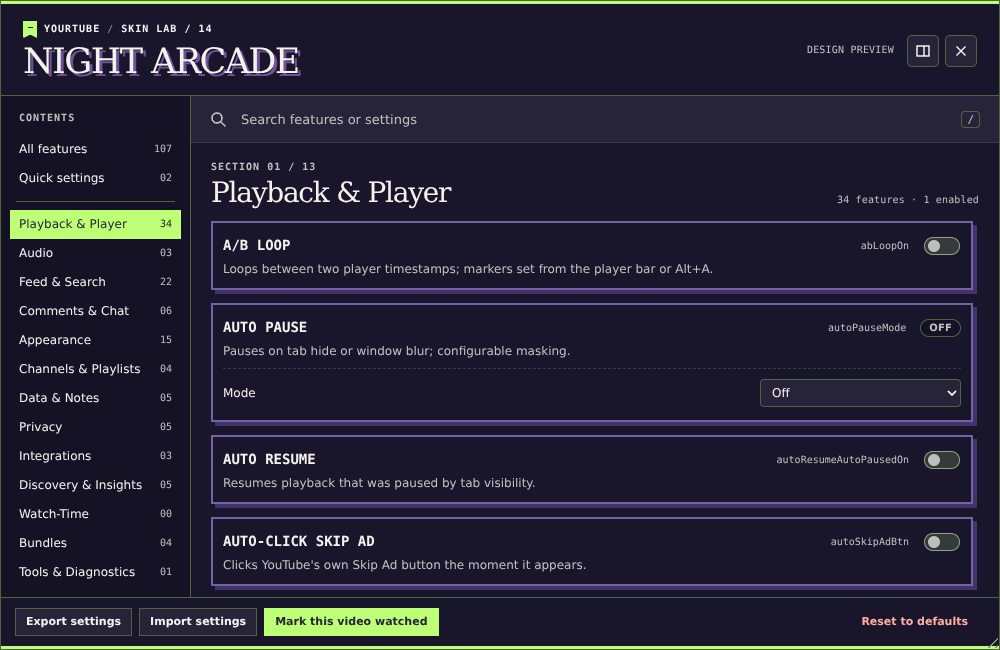 YOURTUBE / SKIN LAB / 14
NIGHT ARCADE
DESIGN PREVIEW
CONTENTS
All features 107
Quick settings 02
Playback & Player 34
Audio 03
Feed & Search 22
Comments & Chat 06
Appearance 15
Channels & Playlists 04
Data & Notes 05
Privacy 05
Integrations 03
Discovery & Insights 05
Watch-Time 00
Bundles 04
Tools & Diagnostics 01
Search features or settings /
SECTION 01 / 13
Playback & Player
34 features · 1 enabled
A/B LOOP abLoopOn
Loops between two player timestamps; markers set from the player bar or Alt+A.
AUTO PAUSE autoPauseMode OFF
Pauses on tab hide or window blur; configurable masking.
Mode Off
AUTO RESUME autoResumeAutoPausedOn
Resumes playback that was paused by tab visibility.
AUTO-CLICK SKIP AD autoSkipAdBtn
Clicks YouTube's own Skip Ad button the moment it appears.
Export settings Import settings Mark this video watched Reset to defaults